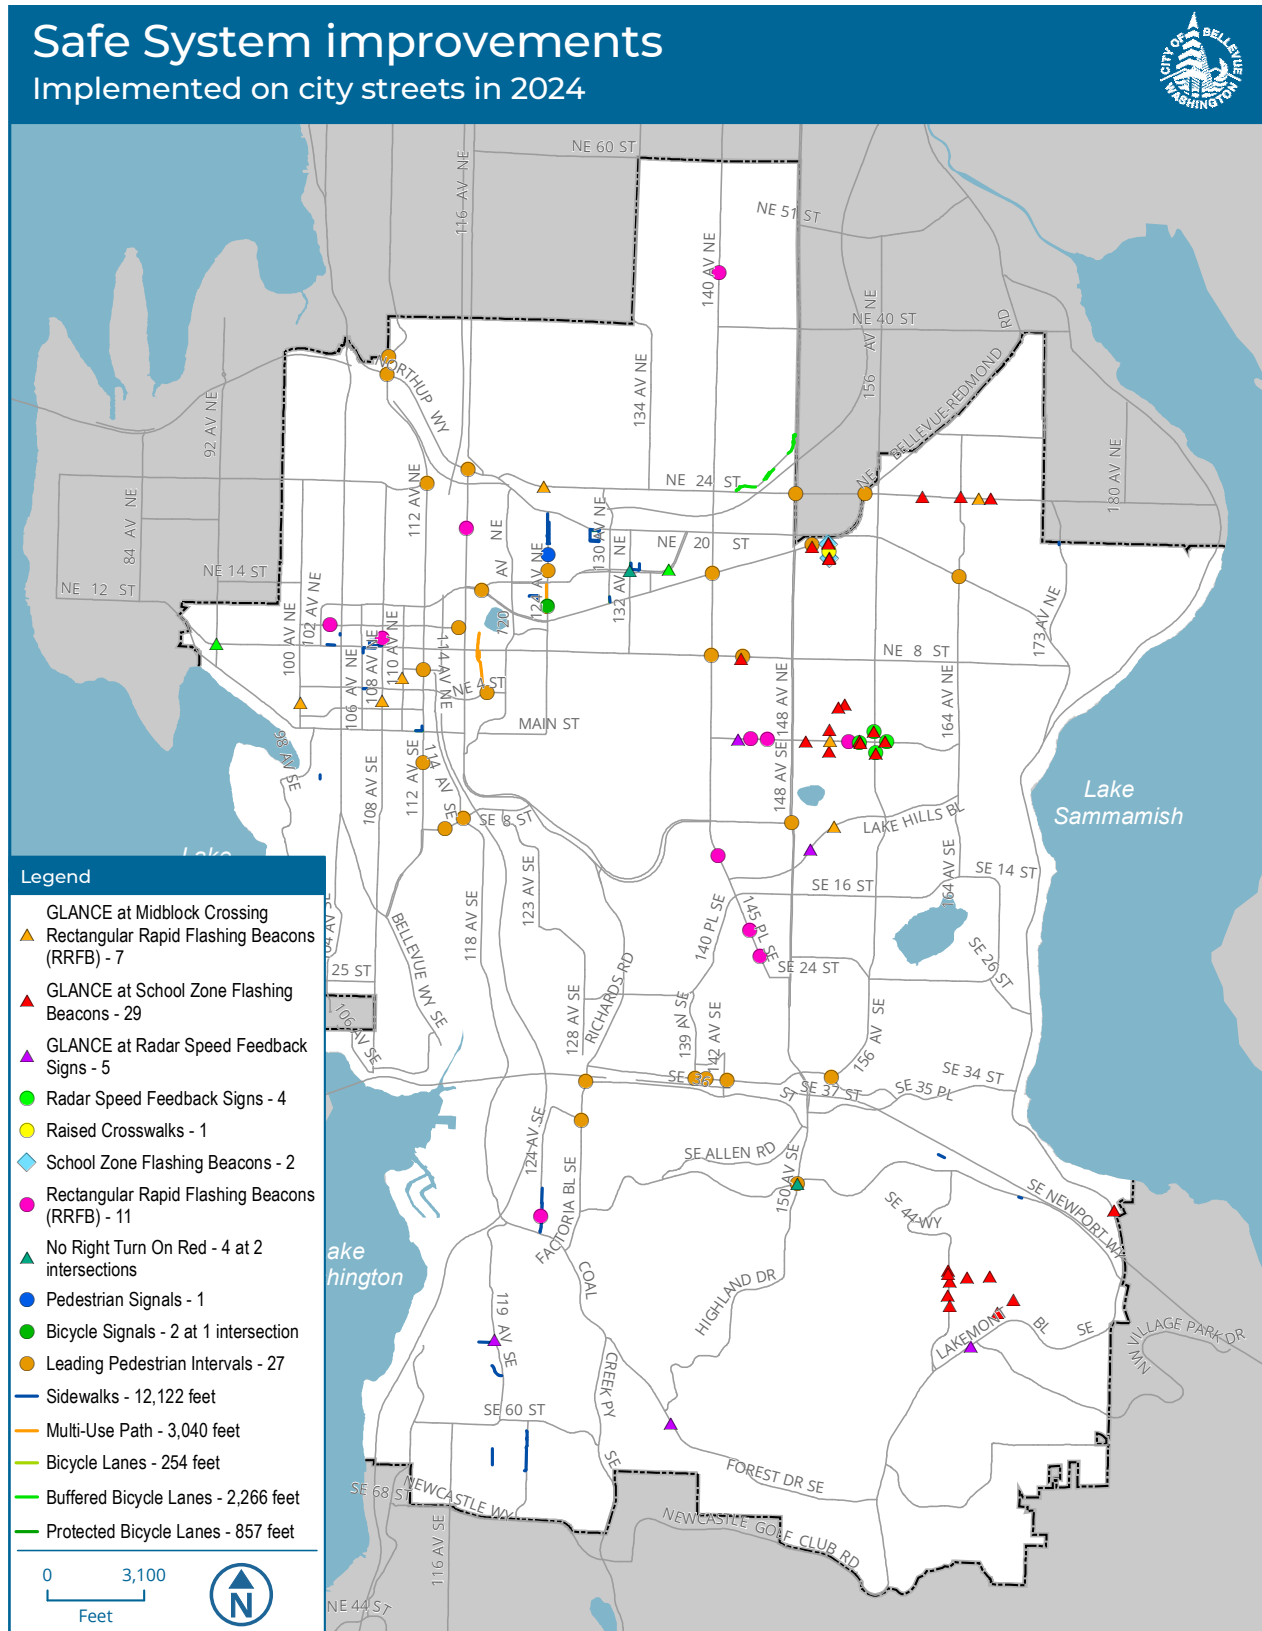 Safe System improvements
Implemented on city streets in 2024
CITY OF BELLEVUE
WASHINGTON
NE 60 ST
116 AV NE
NE 51 ST
140 AV NE
NE 40 ST
156 AV NE
RD
BELLEVUE-REDMOND
NE
NORTHUP WY
134 AV NE
92 AV NE
180 AV NE
NE 24 ST
112 AV NE
84 AV NE
NE
AV
120
130 AV NE
NE 20 ST
124 AV NE
132 AV NE
NE 14 ST
NE 12 ST
102 AV NE
100 AV NE
110 AV NE
108 AV NE
106 AV NE
114 AV NE
173 AV NE
NE 8 ST
NE 4 ST
148 AV NE
164 AV NE
MAIN ST
98 AV SE
108 AV SE
112 AV SE
114 AV SE
148 AV SE
Lake
Sammamish
SE 8 ST
LAKE HILLS BL
Lake
123 AV SE
164 AV SE
SE 14 ST
SE 16 ST
118 AV SE
BELLEVUE WY SE
140 PL SE
145 PL SE
SE 26 ST
SE 24 ST
25 ST
RICHARDS RD
128 AV SE
139 AV SE
142 AV SE
156 AV SE
106 AV SE
SE 34 ST
SE 36
ST
SE 37 ST
SE 35 PL
124 AV SE
SE ALLEN RD
150 AV SE
FACTORIA BL SE
SE 44 WY
SE NEWPORT WY
ake
hington
COAL
CREEK PY
SE
HIGHLAND DR
119 AV SE
LAKEMONT
BL
SE
VILLAGE PARK DR
NW
SE 60 ST
FOREST DR SE
SE 68 ST
NEWCASTLE WY
NEWCASTLE GOLF CLUB RD
116 AV SE
NE 44 ST
Legend
GLANCE at Midblock Crossing
Rectangular Rapid Flashing Beacons
(RRFB) - 7
GLANCE at School Zone Flashing
Beacons - 29
GLANCE at Radar Speed Feedback
Signs - 5
Radar Speed Feedback Signs - 4
Raised Crosswalks - 1
School Zone Flashing Beacons - 2
Rectangular Rapid Flashing Beacons
(RRFB) - 11
No Right Turn On Red - 4 at 2
intersections
Pedestrian Signals - 1
Bicycle Signals - 2 at 1 intersection
Leading Pedestrian Intervals - 27
Sidewalks - 12,122 feet
Multi-Use Path - 3,040 feet
Bicycle Lanes - 254 feet
Buffered Bicycle Lanes - 2,266 feet
Protected Bicycle Lanes - 857 feet
0 3,100
Feet
N